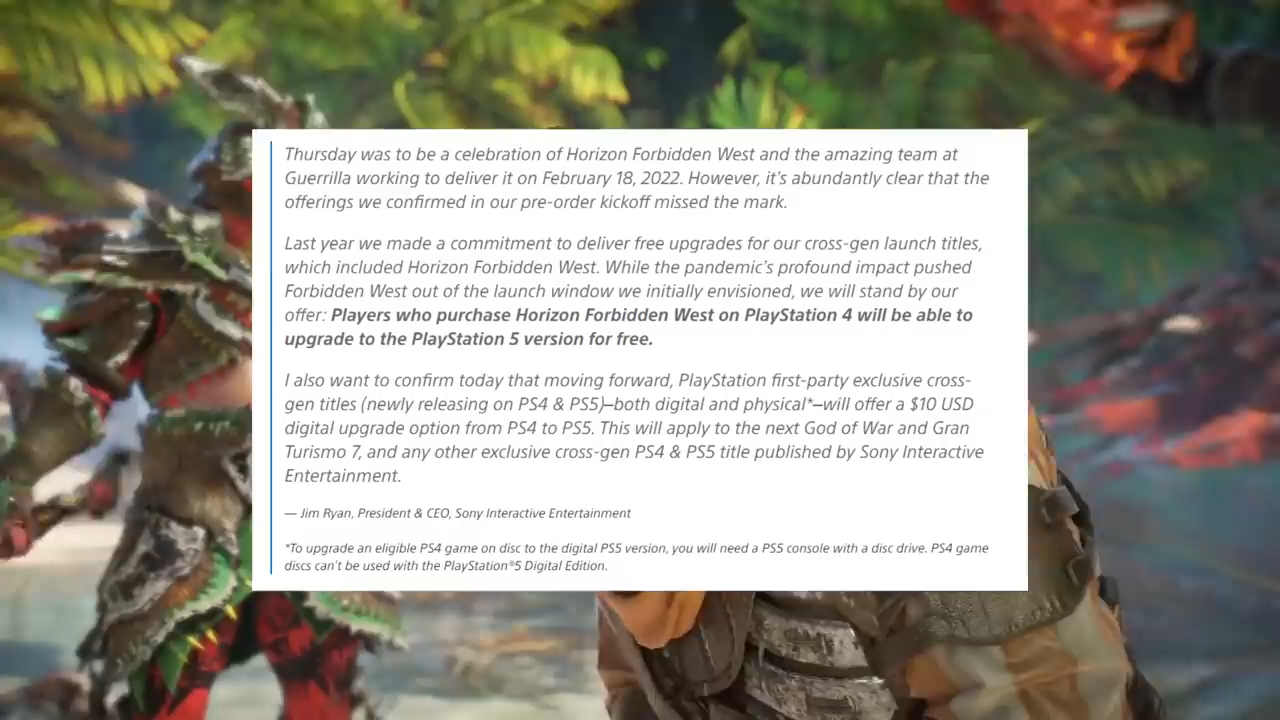 Thursday was to be a celebration of Horizon Forbidden West and the amazing team at
Guerrilla working to deliver it on February 18, 2022. However, it's abundantly clear that the
offerings we confirmed in our pre-order kickoff missed the mark.
Last year we made a commitment to deliver free upgrades for our cross-gen launch titles,
which included Horizon Forbidden West. While the pandemic's profound impact pushed
Forbidden West out of the launch window we initially envisioned, we will stand by our
offer: Players who purchase Horizon Forbidden West on PlayStation 4 will be able to
upgrade to the PlayStation 5 version for free.
I also want to confirm today that moving forward, PlayStation first-party exclusive cross-
gen titles (newly releasing on PS4 & PS5)—both digital and physical*—will offer a $10 USD
digital upgrade option from PS4 to PS5. This will apply to the next God of War and Gran
Turismo 7, and any other exclusive cross-gen PS4 & PS5 title published by Sony Interactive
Entertainment.
— Jim Ryan, President & CEO, Sony Interactive Entertainment
*To upgrade an eligible PS4 game on disc to the digital PS5 version, you will need a PS5 console with a disc drive. PS4 game
discs can't be used with the PlayStation®5 Digital Edition.